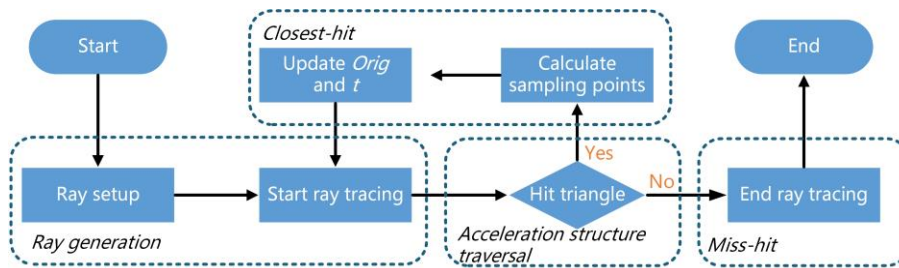 Start
Closest-hit
Update Orig
and t
Calculate
sampling points
End
Yes
Ray setup
Start ray tracing
Hit triangle
No
End ray tracing
Ray generation
Acceleration structure
traversal
Miss-hit